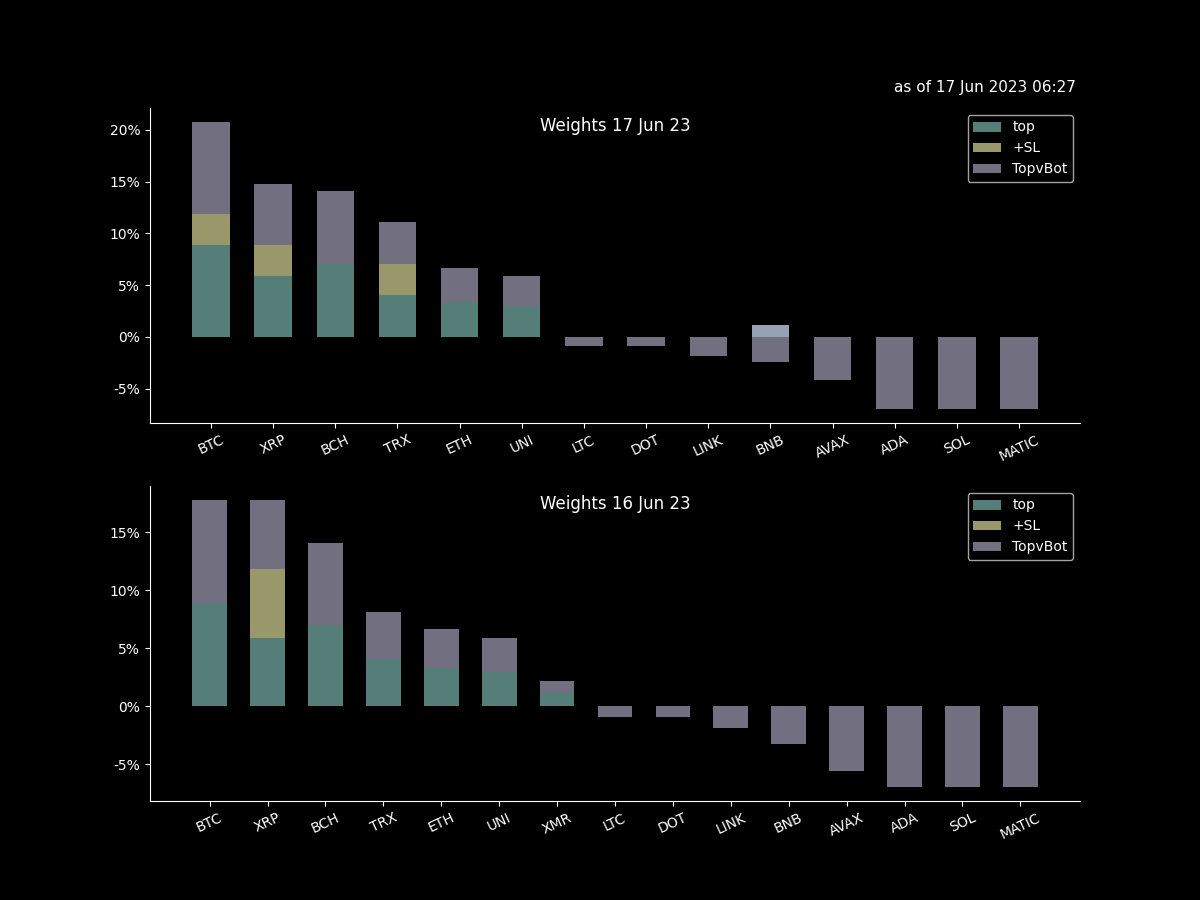 as of 17 Jun 2023 06:27
Weights 17 Jun 23
top
+SL
TopvBot
20%
15%
10%
5%
0%
-5%
BTC XRP BCH TRX ETH UNI LTC DOT LINK BNB AVAX ADA SOL MATIC
Weights 16 Jun 23
top
+SL
TopvBot
15%
10%
5%
0%
-5%
BTC XRP BCH TRX ETH UNI XMR LTC DOT LINK BNB AVAX ADA SOL MATIC